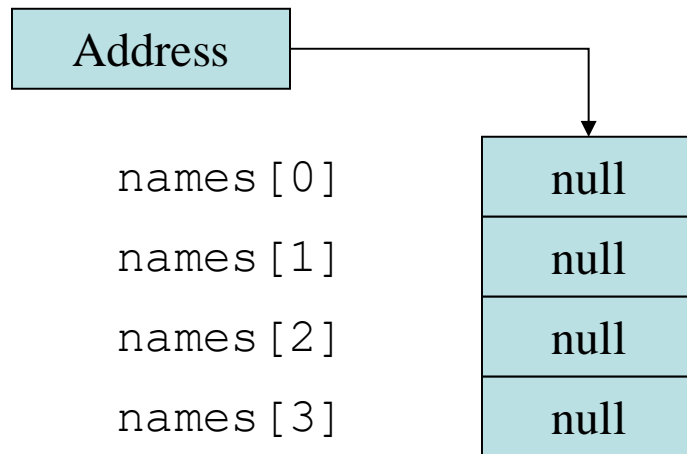 Address
names[0] null
names[1] null
names[2] null
names[3] null